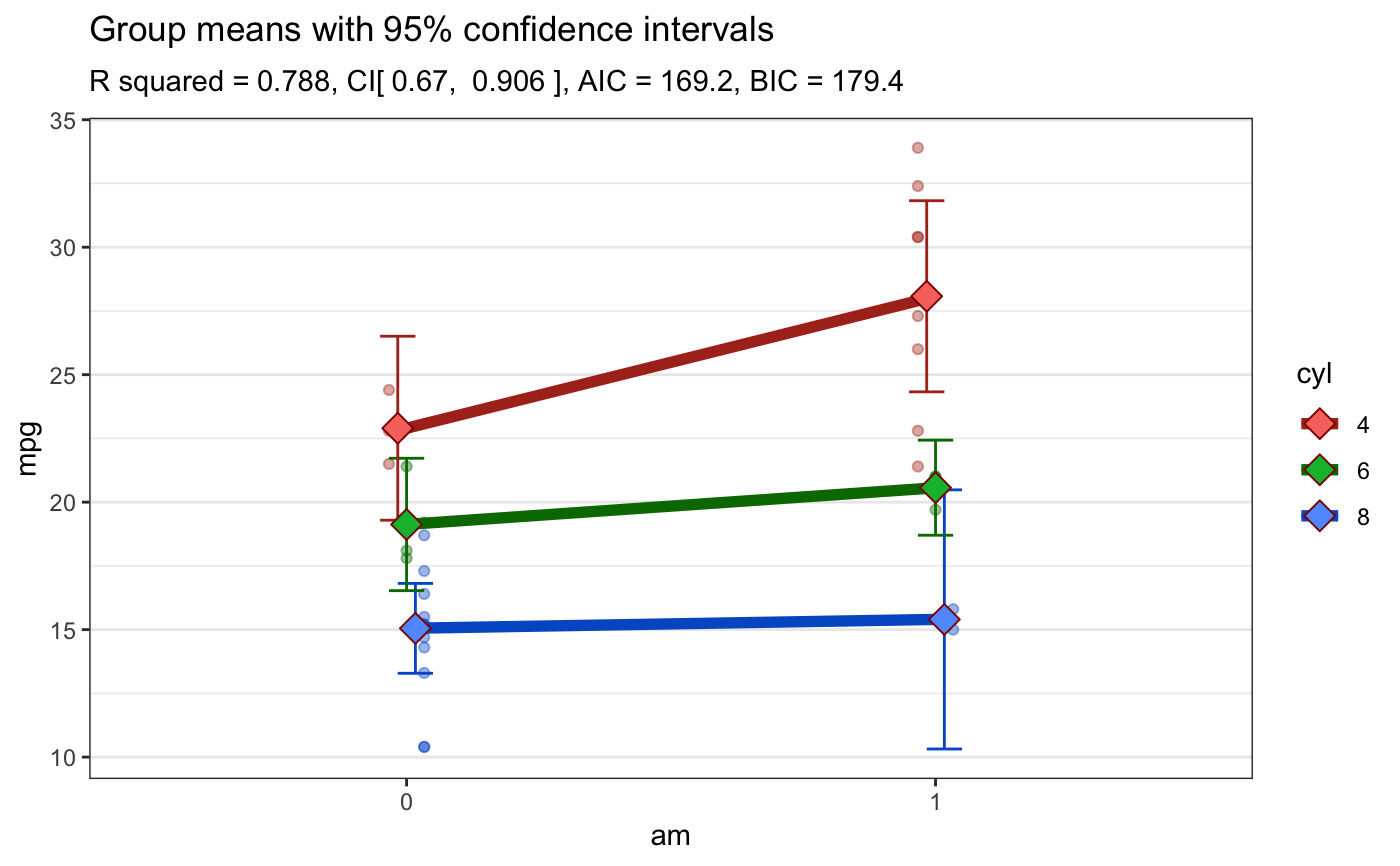 Group means with 95% confidence intervals
R squared = 0.788, CI[ 0.67,  0.906 ], AIC = 169.2, BIC = 179.4
35
30
25
20
15
10
mpg
0
1
am
cyl
4
6
8